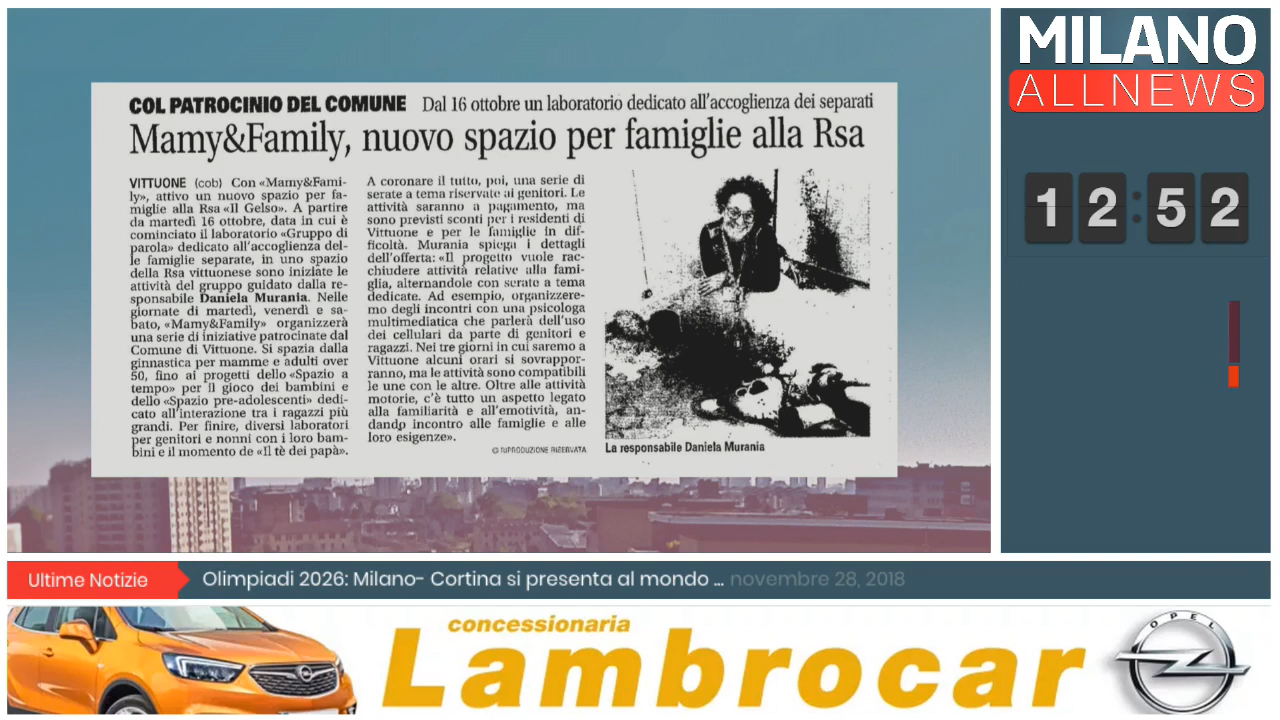 MILANO
ALLNEWS
12:52
COL PATROCINIO DEL COMUNE Dal 16 ottobre un laboratorio dedicato all'accoglienza dei separati
Mamy&Family, nuovo spazio per famiglie alla Rsa
VITTUONE (cob) Con «Mamy&Fami-
ly», attivo un nuovo spazio per fa-
miglie alla Rsa «Il Gelso». A partire
da martedì 16 ottobre, data in cui è
cominciato il laboratorio «Gruppo di
parola» dedicato all'accoglienza del-
le famiglie separate, in uno spazio
della Rsa vittuonese sono iniziate le
attività del gruppo guidato dalla re-
sponsabile Daniela Murania. Nelle
giornate di martedì, venerdì e sa-
bato, «Mamy&Family» organizzerà
una serie di iniziative patrocinate dal
Comune di Vittuone. Si spazia dalla
ginnastica per mamme e adulti over
50, fino ai progetti dello «Spazio a
tempo» per il gioco dei bambini e
dello «Spazio pre-adolescenti» dedi-
cato all'interazione tra i ragazzi più
grandi. Per finire, diversi laboratori
per genitori e nonni con i loro bam-
bini e il momento de «Il tè dei papà».
A coronare il tutto, poi, una serie di
serate a tema riservate ai genitori. Le
attività saranno a pagamento, ma
sono previsti sconti per i residenti di
Vittuone e per le famiglie in dif-
ficoltà. Murania spiega i dettagli
dell'offerta: «Il progetto vuole rac-
chiudere attività relative alla fami-
glia, alternandole con serate a tema
dedicate. Ad esempio, organizzere-
mo degli incontri con una psicologa
multimediatica che parlerà dell'uso
dei cellulari da parte di genitori e
ragazzi. Nei tre giorni in cui saremo a
Vittuone alcuni orari si sovrappor-
ranno, ma le attività sono compatibili
le une con le altre. Oltre alle attività
motorie, c'è tutto un aspetto legato
alla familiarità e all'emotività, an-
dando incontro alle famiglie e alle
loro esigenze».
© RIPRODUZIONE RISERVATA
La responsabile Daniela Murania
Ultime Notizie Olimpiadi 2026: Milano- Cortina si presenta al mondo ... novembre 28, 2018
concessionaria
Lambrocar
OPEL